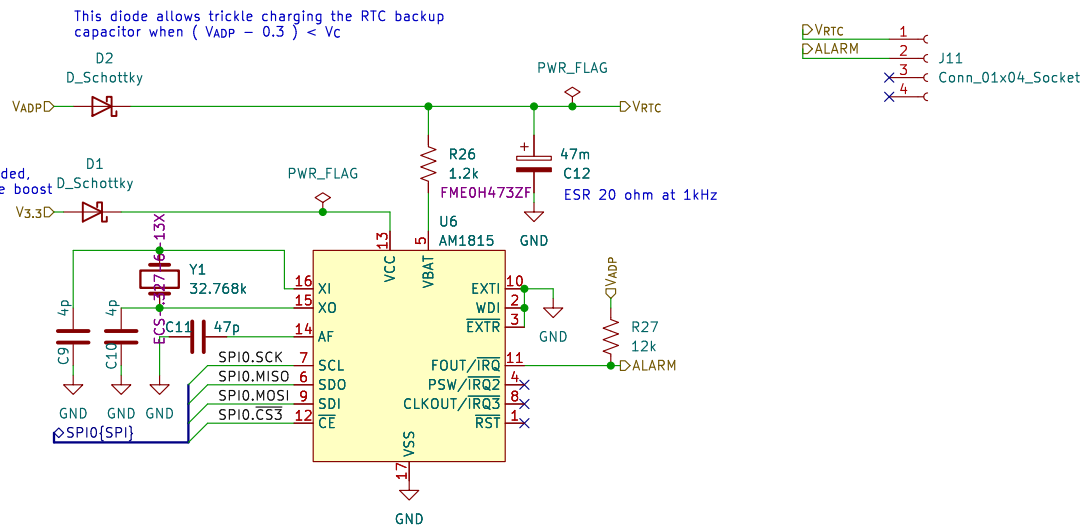 This diode allows trickle charging the RTC backup
capacitor when ( VADP - 0.3 ) < VC
D2
D_Schottky
VADP
PWR_FLAG
VRTC
VRTC
ALARM
1
2
3
4
J11
Conn_01x04_Socket
ded,
e boost
D1
D_Schottky
V3.3
PWR_FLAG
R26
1.2k
FME0H473ZF
47m
C12
ESR 20 ohm at 1kHz
GND
U6
AM1815
13
VCC
5
VBAT
Y1
32.768k
4p
C9
4p
C10
C11
47p
GND
GND
GND
16
XI
15
XO
14
AF
SPI0.SCK
7
SCL
SPI0.MISO
6
SDO
SPI0.MOSI
9
SDI
SPI0.CS3
12
CE
SPI0{SPI}
EXTI
10
WDI
2
EXTR
3
GND
FOUT/IRQ
11
PSW/IRQ2
4
CLKOUT/IRQ3
8
RST
1
VADP
R27
12k
ALARM
VSS
17
GND